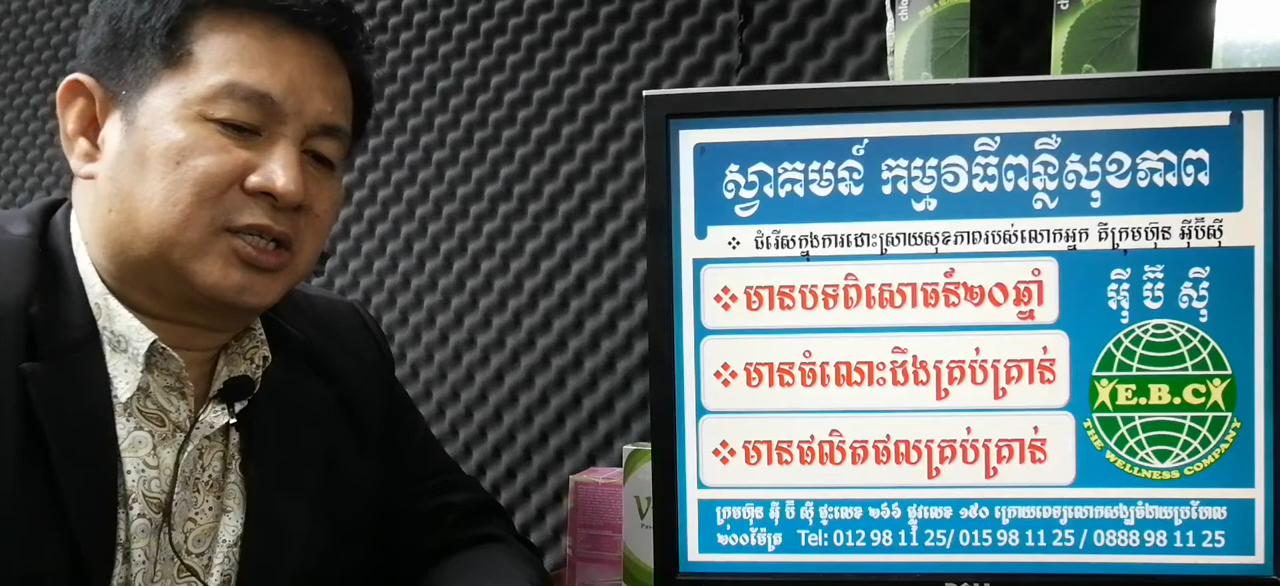 chlo
ស្វាគមន៍ កម្មវិធីពន្លឺសុខភាព
❖ ជំរើសក្នុងការដោះស្រាយសុខភាពរបស់លោកអ្នក គឺក្រុមហ៊ុន អ៊ីប៊ីស៊ី
❖មានបទពិសោធន៍២០ឆ្នាំ
❖មានចំណេះដឹងគ្រប់គ្រាន់
❖មានផលិតផលគ្រប់គ្រាន់
អ៊ី ប៊ី ស៊ី
E.B.C
THE WELLNESS COMPANY
ក្រុមហ៊ុន អ៊ី ប៊ី ស៊ី ផ្ទះលេខ ២៦៦ ផ្លូវលេខ ១៩០ ក្រោយពេទ្យលោកសង្ឃចំងាយប្រហែល
២០០ម៉ែត្រ Tel: 012 98 11 25/ 015 98 11 25 / 0888 98 11 25